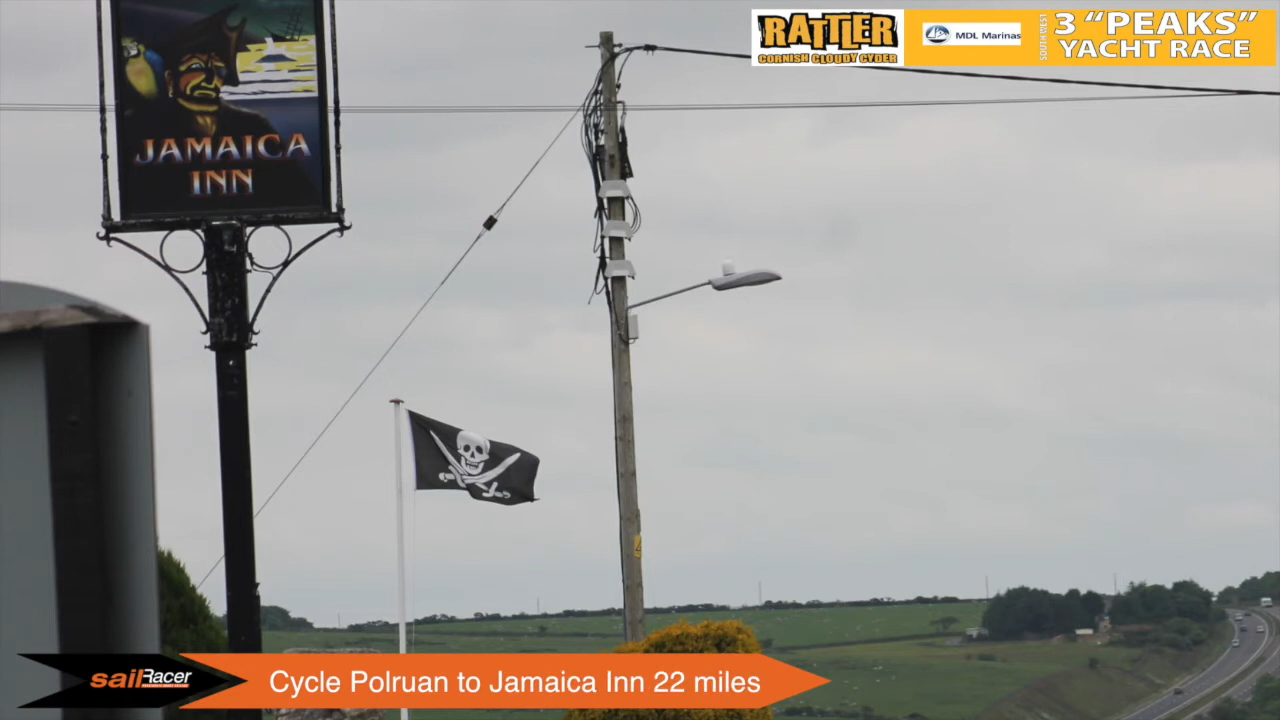 RATTLER
CORNISH CLOUDY CYDER
MDL Marinas
SOUTH WEST
3 “PEAKS”
YACHT RACE
JAMAICA
INN
sailRacer
Cycle Polruan to Jamaica Inn 22 miles